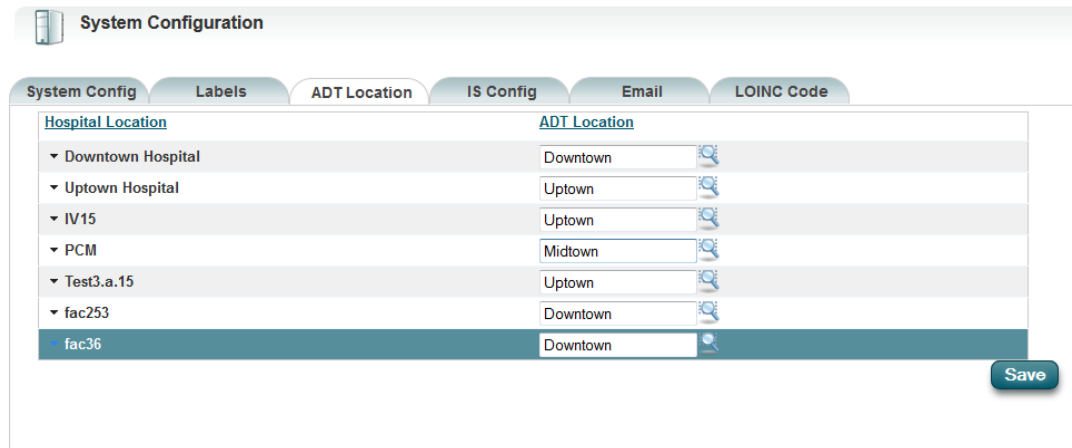 System Configuration
System Config Labels ADT Location IS Config Email LOINC Code
Hospital Location ADT Location
Downtown Hospital Downtown
Uptown Hospital Uptown
IV15 Uptown
PCM Midtown
Test3.a.15 Uptown
fac253 Downtown
fac36 Downtown
Save